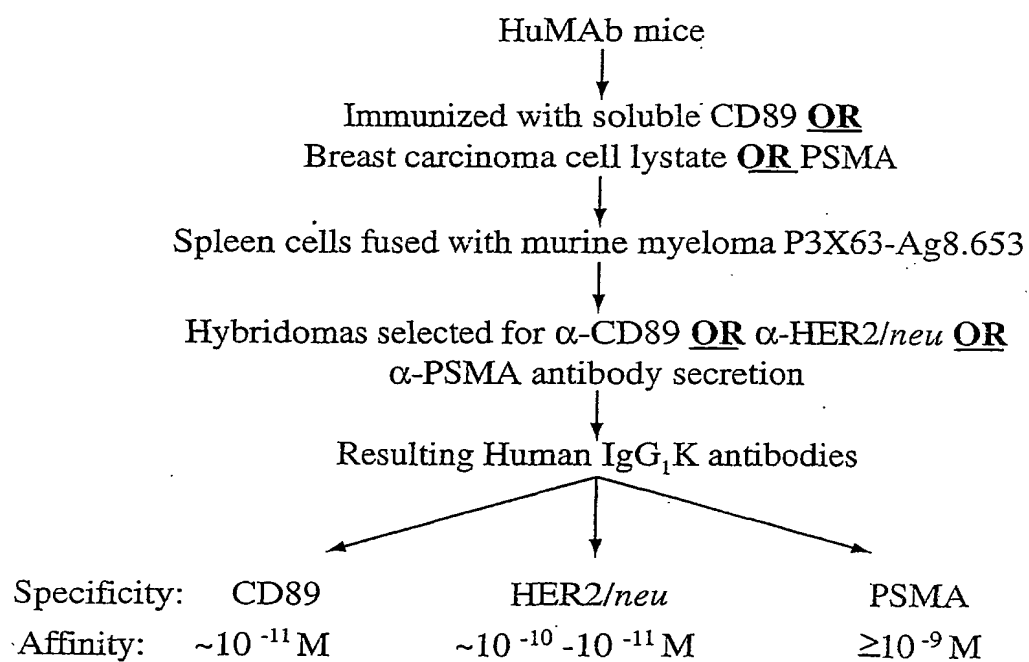 HuMAb mice
Immunized with soluble CD89 OR
Breast carcinoma cell lystate OR PSMA
Spleen cells fused with murine myeloma P3X63-Ag8.653
Hybridomas selected for α-CD89 OR α-HER2/neu OR
α-PSMA antibody secretion
Resulting Human IgG₁K antibodies
Specificity: CD89 HER2/neu PSMA
Affinity: ~10⁻¹¹ M ~10⁻¹⁰ -10⁻¹¹ M ≥10⁻⁹ M